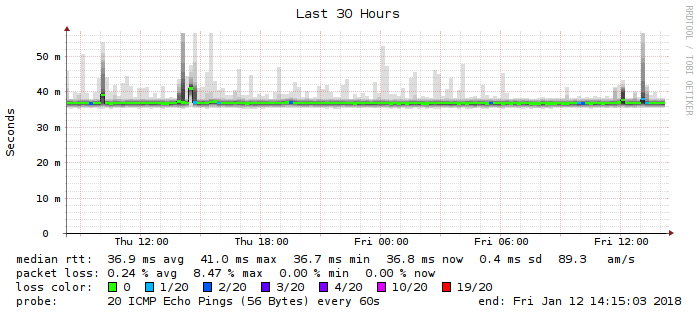 Last 30 Hours
RRDTOOL / TOBI OETIKER
Seconds
50 m
40 m
30 m
20 m
10 m
0
Thu 12:00 Thu 18:00 Fri 00:00 Fri 06:00 Fri 12:00
median rtt: 36.9 ms avg 41.0 ms max 36.7 ms min 36.8 ms now 0.4 ms sd 89.3 am/s
packet loss: 0.24 % avg 8.47 % max 0.00 % min 0.00 % now
loss color: 0 1/20 2/20 3/20 4/20 10/20 19/20
probe: 20 ICMP Echo Pings (56 Bytes) every 60s end: Fri Jan 12 14:15:03 2018